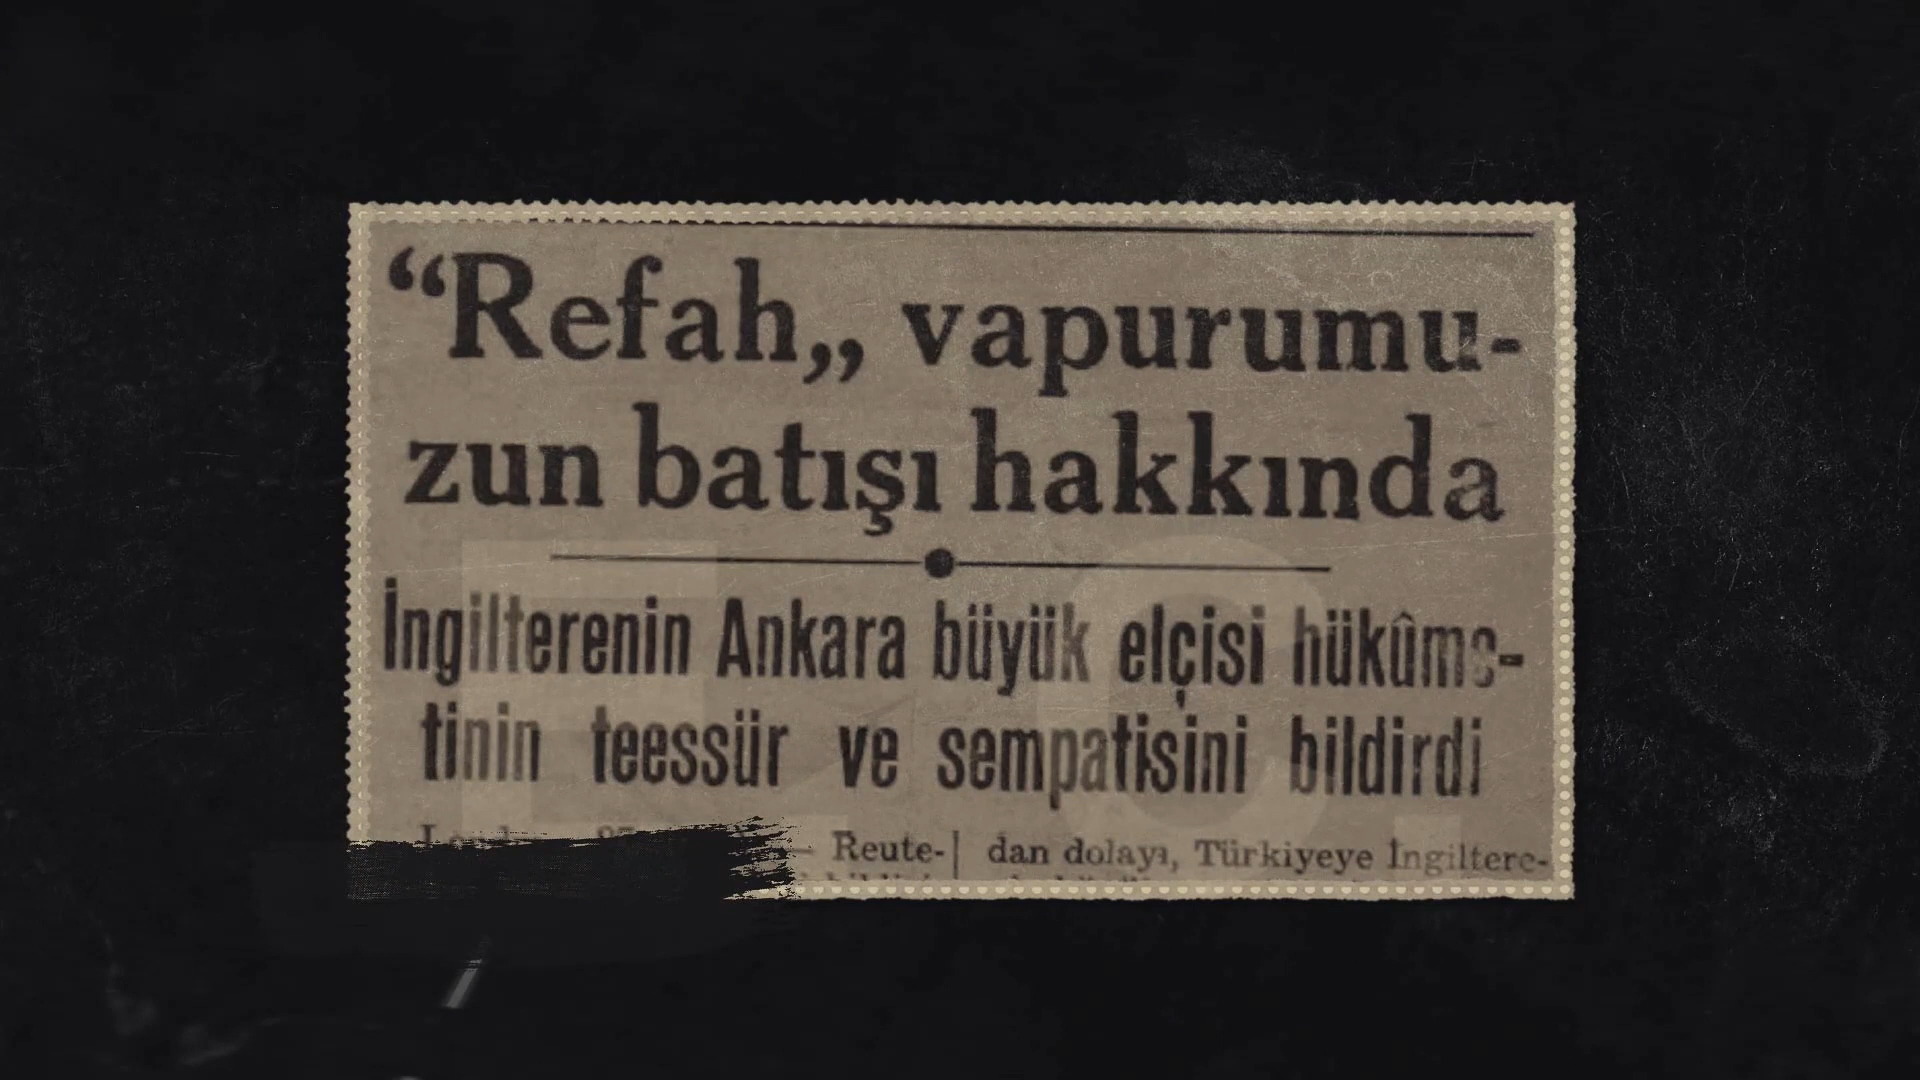 “Refah„ vapurumu-
zun batışı hakkında
İngilterenin Ankara büyük elçisi hükûme-
tinin teessür ve sempatisini bildirdi
— Reute-
dan dolayı, Türkiyeye İngiltere-